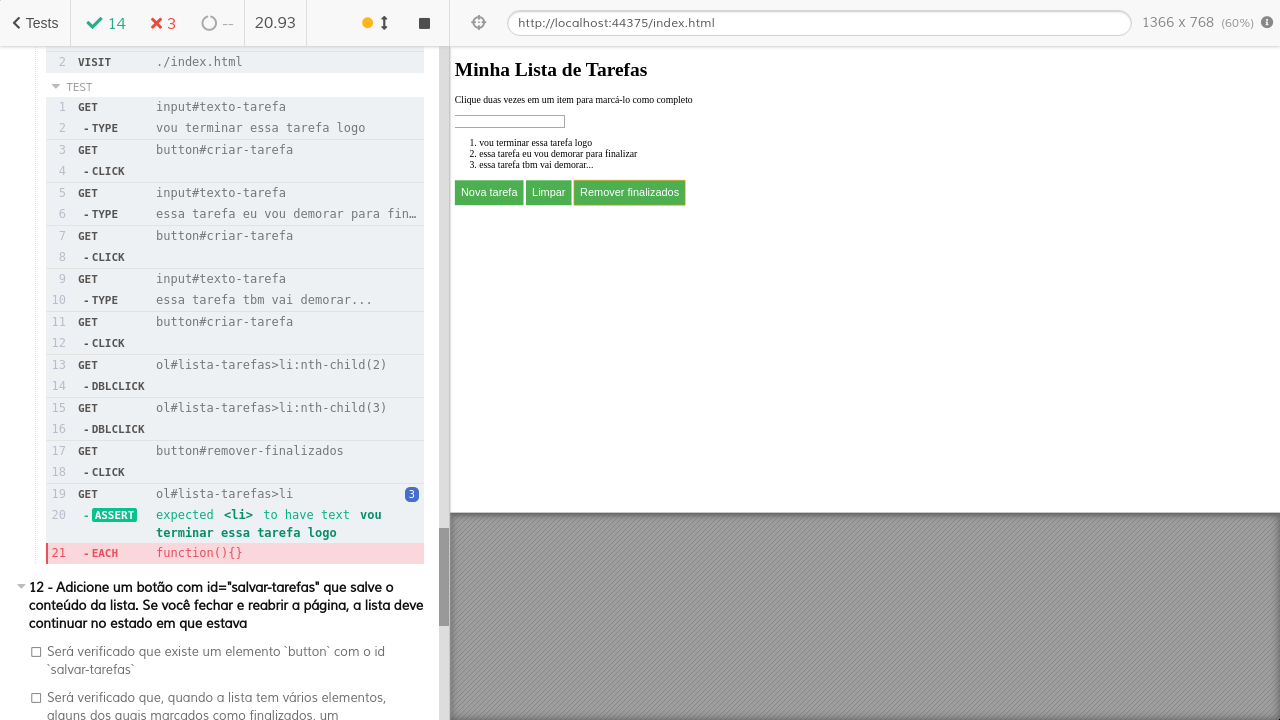 Tests 14 3 -- 20.93
2 VISIT ./index.html
TEST
1 GET input#texto-tarefa
2 - TYPE vou terminar essa tarefa logo
3 GET button#criar-tarefa
4 - CLICK
5 GET input#texto-tarefa
6 - TYPE essa tarefa eu vou demorar para fin…
7 GET button#criar-tarefa
8 - CLICK
9 GET input#texto-tarefa
10 - TYPE essa tarefa tbm vai demorar...
11 GET button#criar-tarefa
12 - CLICK
13 GET ol#lista-tarefas>li:nth-child(2)
14 - DBLCLICK
15 GET ol#lista-tarefas>li:nth-child(3)
16 - DBLCLICK
17 GET button#remover-finalizados
18 - CLICK
19 GET ol#lista-tarefas>li 3
20 - ASSERT expected <li> to have text vou
terminar essa tarefa logo
21 - EACH function(){}
12 - Adicione um botão com id="salvar-tarefas" que salve o
conteúdo da lista. Se você fechar e reabrir a página, a lista deve
continuar no estado em que estava
Será verificado que existe um elemento `button` com o id
`salvar-tarefas`
Será verificado que, quando a lista tem vários elementos,
alguns dos quais marcados como finalizados, um
http://localhost:44375/index.html 1366 x 768 (60%)
Minha Lista de Tarefas
Clique duas vezes em um item para marcá-lo como completo
1. vou terminar essa tarefa logo
2. essa tarefa eu vou demorar para finalizar
3. essa tarefa tbm vai demorar...
Nova tarefa Limpar Remover finalizados